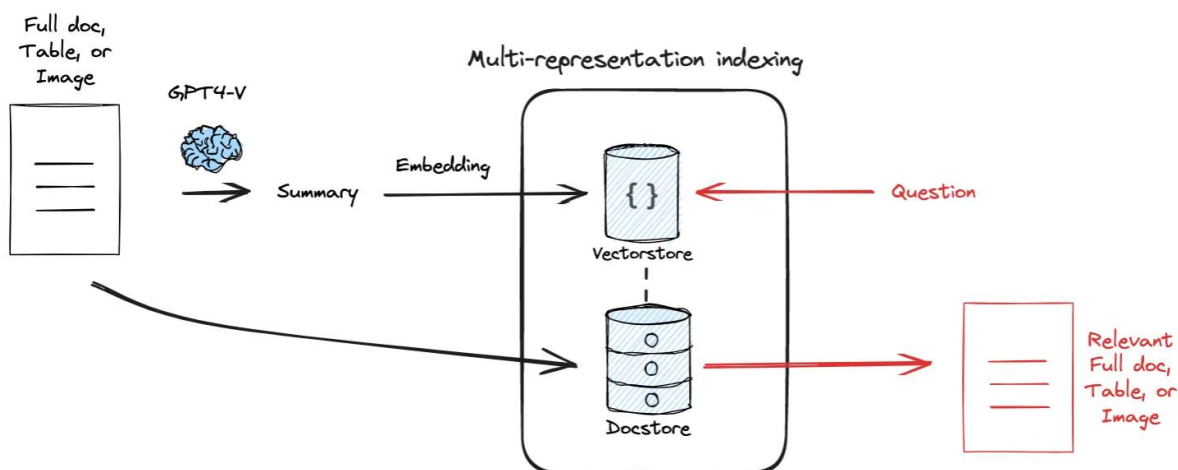 Full doc,
Table, or
Image
GPT4-V
Summary
Embedding
Multi-representation indexing
{ }
Vectorstore
Docstore
Question
Relevant
Full doc,
Table, or
Image